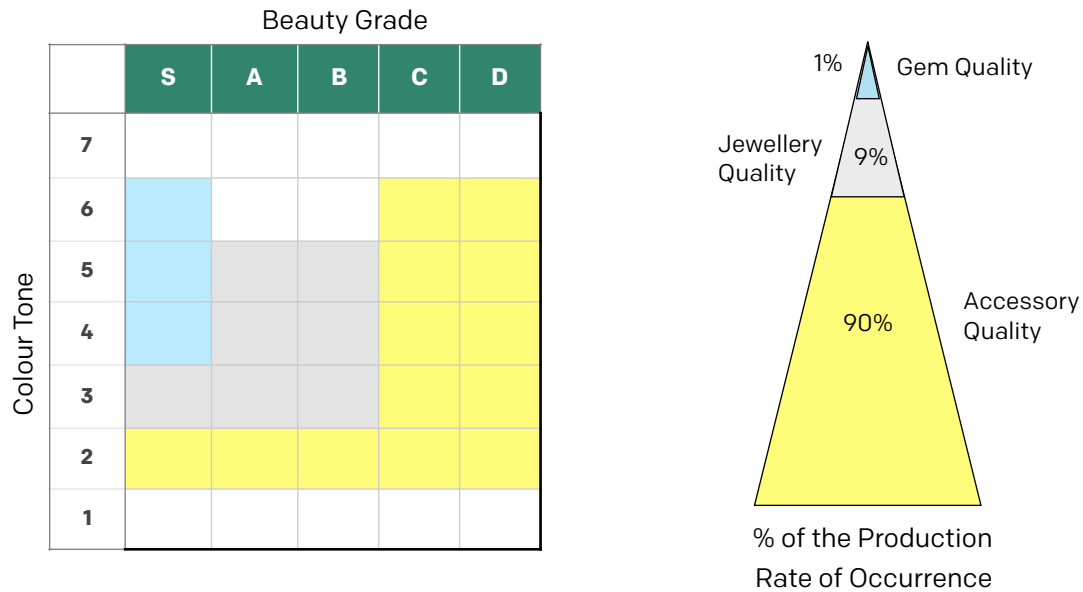 Beauty Grade
S A B C D
7
6
5
4
3
2
1
Colour Tone
1%
Gem Quality
Jewellery
Quality
9%
90%
Accessory
Quality
% of the Production
Rate of Occurrence